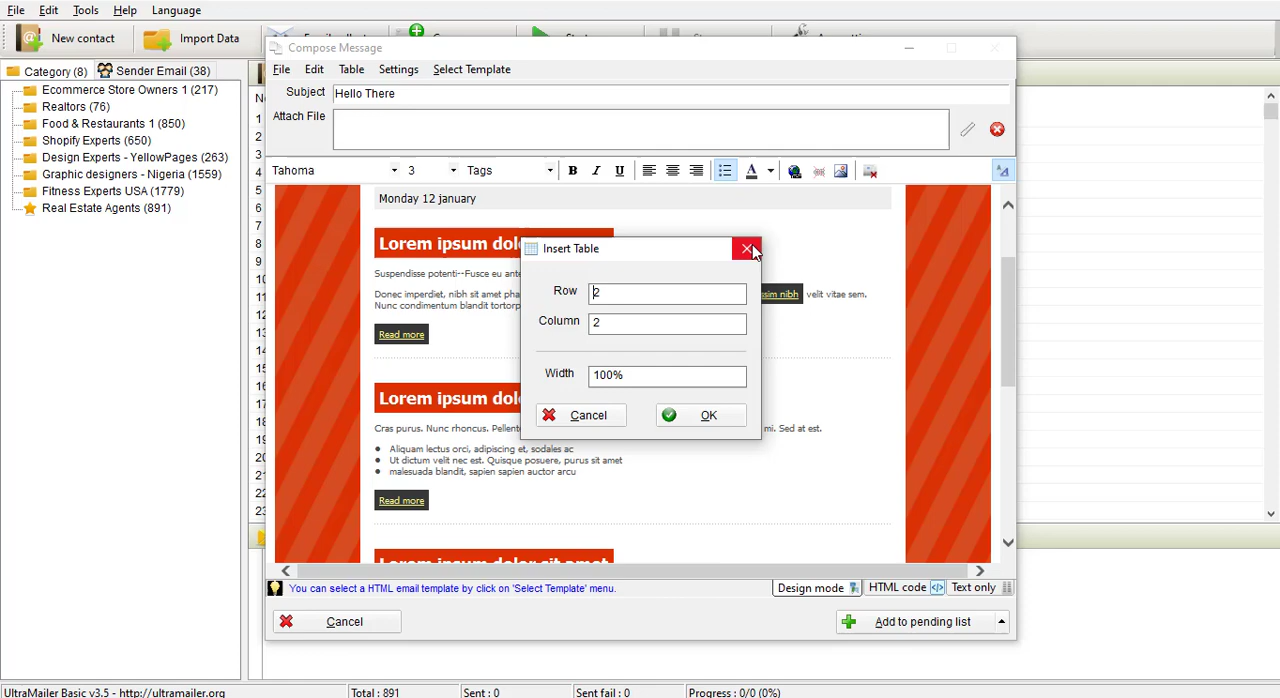 File Edit Tools Help Language
New contact Import Data
Category (8) Sender Email (38)
Ecommerce Store Owners 1 (217)
Realtors (76)
Food & Restaurants 1 (850)
Shopify Experts (650)
Design Experts - YellowPages (263)
Graphic designers - Nigeria (1559)
Fitness Experts USA (1779)
Real Estate Agents (891)
Compose Message
File Edit Table Settings Select Template
Subject Hello There
Attach File
Tahoma 3 Tags B I U A
Monday 12 january
Lorem ipsum
Suspendisse potenti--Fusce eu
Donec imperdiet, nibh sit amet nibh velit vitae sem.
Nunc condimentum blandit
Read more
Lorem ipsum
Cras purus. Nunc rhoncus. mi. Sed at est.
Aliquam lectus orci, adipiscing et, sodales ac
Ut dictum velit nec est. Quisque posuere, purus sit amet
malesuada blandit, sapien sapien auctor arcu
Read more
Insert Table
Row 2
Column 2
Width 100%
Cancel OK
You can select a HTML email template by click on 'Select Template' menu.
Design mode HTML code Text only
Cancel Add to pending list
UltraMailer Basic v3.5 - http://ultramailer.org Total : 891 Sent : 0 Sent fail : 0 Progress : 0/0 (0%)